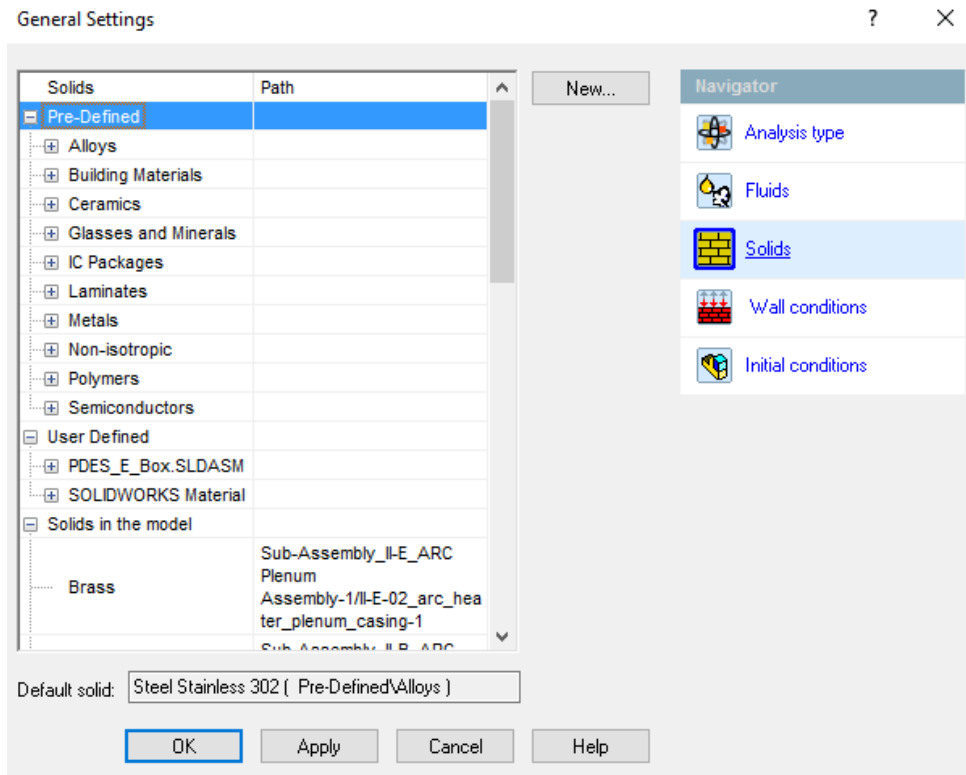 General Settings
?
Solids Path
Pre-Defined
Alloys
Building Materials
Ceramics
Glasses and Minerals
IC Packages
Laminates
Metals
Non-isotropic
Polymers
Semiconductors
User Defined
PDES_E_Box.SLDASM
SOLIDWORKS Material
Solids in the model
Brass
Sub-Assembly_II-E_ARC
Plenum
Assembly-1/II-E-02_arc_hea
ter_plenum_casing-1
Sub-Assembly_II-B_ARC
New...
Navigator
Analysis type
Fluids
Solids
Wall conditions
Initial conditions
Default solid: Steel Stainless 302 ( Pre-Defined\Alloys )
OK Apply Cancel Help